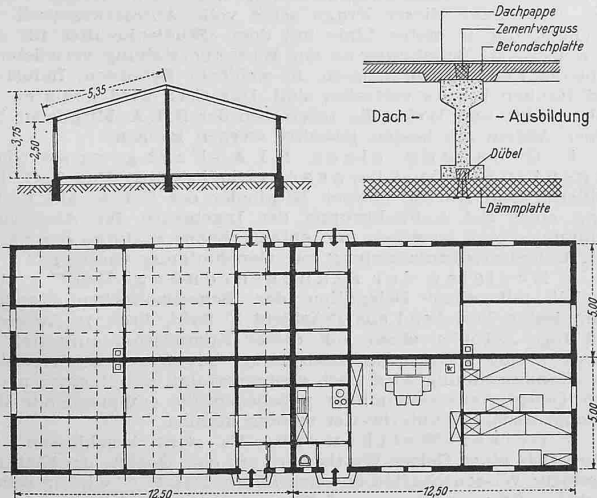 Dachpappe
Zementverguss
Betondachplatte
5,35
3,75
2,50
Dach - - Ausbildung
Dübel
Dämmplatte
5,00
5,00
12,50
12,50